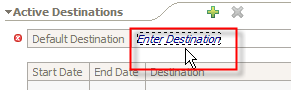 Active Destinations
Default Destination Enter Destination
Start Date End Date Destination